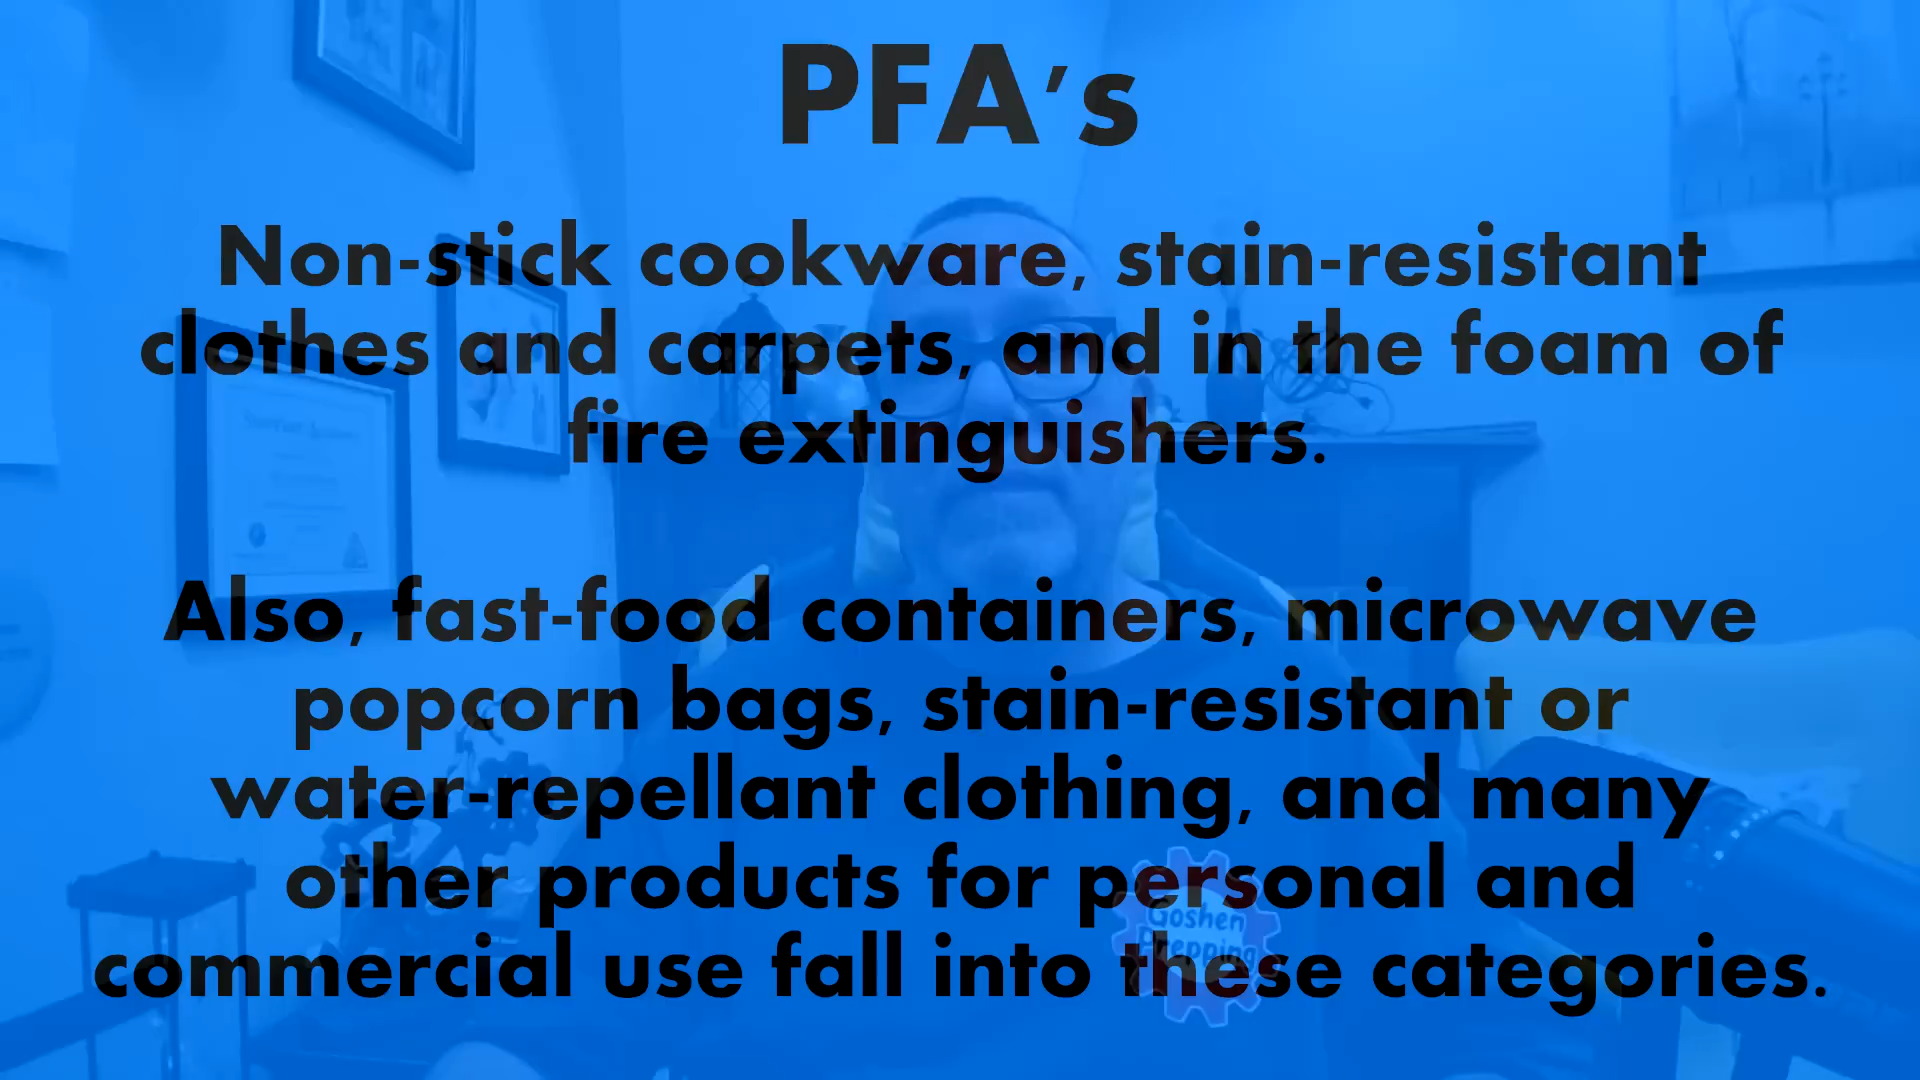 PFA's
Non-stick cookware, stain-resistant
clothes and carpets, and in the foam of
fire extinguishers.
Also, fast-food containers, microwave
popcorn bags, stain-resistant or
water-repellant clothing, and many
other products for personal and
commercial use fall into these categories.
Goshen
Prepping